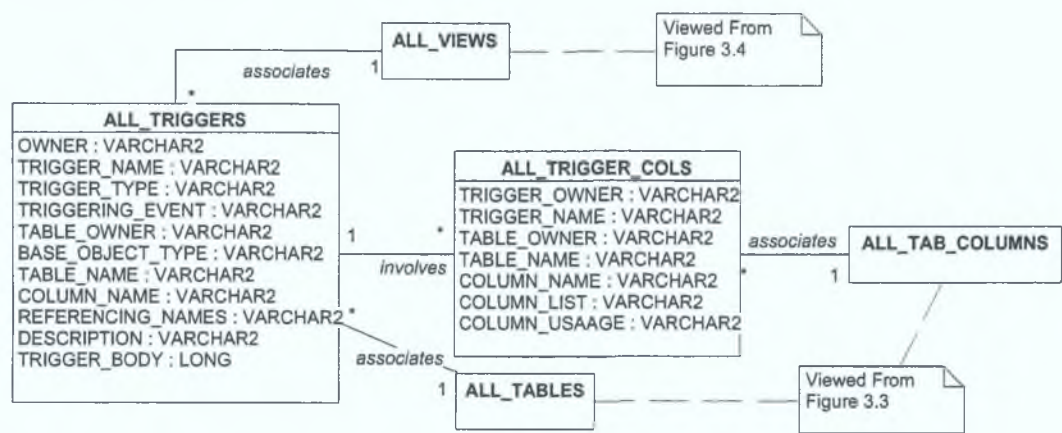 ALL_VIEWS
Viewed From
Figure 3.4
associates
1
*
ALL_TRIGGERS
OWNER : VARCHAR2
TRIGGER_NAME : VARCHAR2
TRIGGER_TYPE : VARCHAR2
TRIGGERING_EVENT : VARCHAR2
TABLE_OWNER : VARCHAR2
BASE_OBJECT_TYPE : VARCHAR2
TABLE_NAME : VARCHAR2
COLUMN_NAME : VARCHAR2
REFERENCING_NAMES : VARCHAR2
DESCRIPTION : VARCHAR2
TRIGGER_BODY : LONG
1
*
involves
ALL_TRIGGER_COLS
TRIGGER_OWNER : VARCHAR2
TRIGGER_NAME : VARCHAR2
TABLE_OWNER : VARCHAR2
TABLE_NAME : VARCHAR2
COLUMN_NAME : VARCHAR2
COLUMN_LIST : VARCHAR2
COLUMN_USAAGE : VARCHAR2
associates
*
1
ALL_TAB_COLUMNS
*
associates
1
ALL_TABLES
Viewed From
Figure 3.3